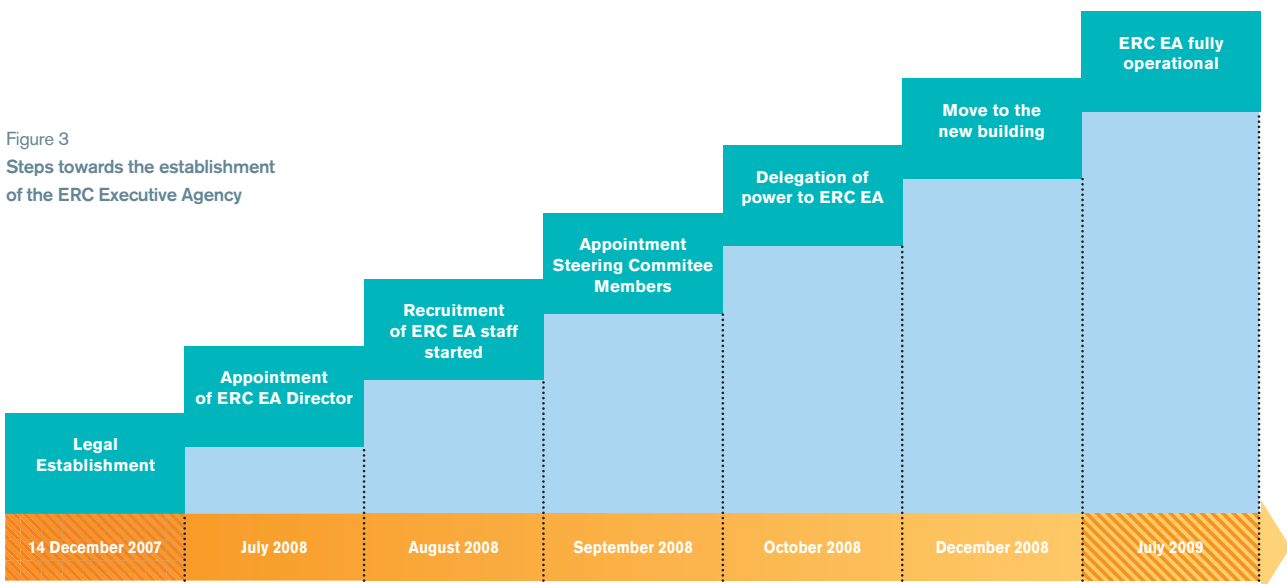 Figure 3
Steps towards the establishment
of the ERC Executive Agency
Legal
Establishment
Appointment
of ERC EA Director
Recruitment
of ERC EA staff
started
Appointment
Steering Commitee
Members
Delegation of
power to ERC EA
Move to the
new building
ERC EA fully
operational
14 December 2007
July 2008
August 2008
September 2008
October 2008
December 2008
July 2009